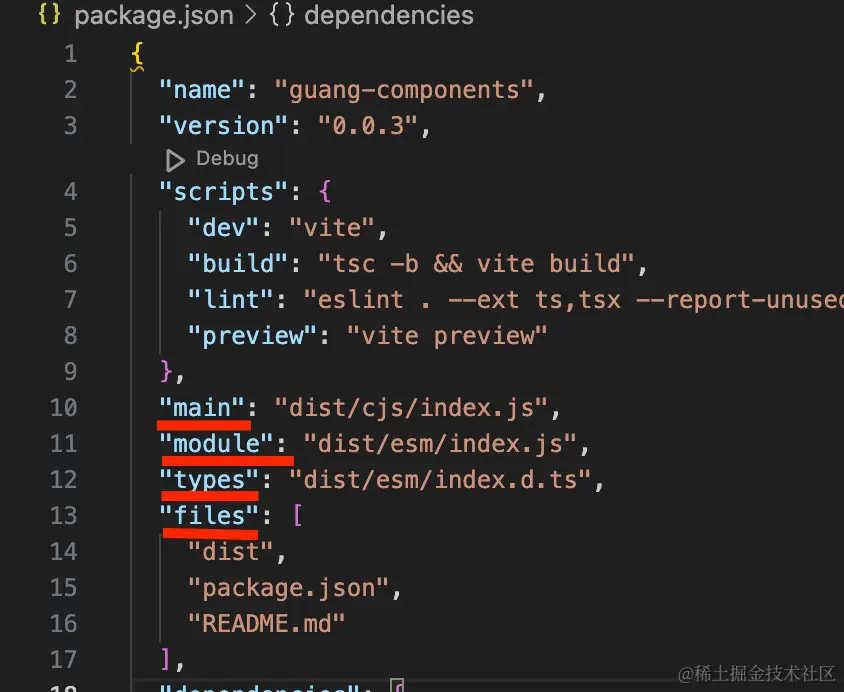 {} package.json > {} dependencies
1 {
2 "name": "guang-components",
3 "version": "0.0.3",
Debug
4 "scripts": {
5 "dev": "vite",
6 "build": "tsc -b && vite build",
7 "lint": "eslint . --ext ts,tsx --report-unused
8 "preview": "vite preview"
9 },
10 "main": "dist/cjs/index.js",
11 "module": "dist/esm/index.js",
12 "types": "dist/esm/index.d.ts",
13 "files": [
14 "dist",
15 "package.json",
16 "README.md"
17 ],
18 "dependencies": {
@稀土掘金技术社区